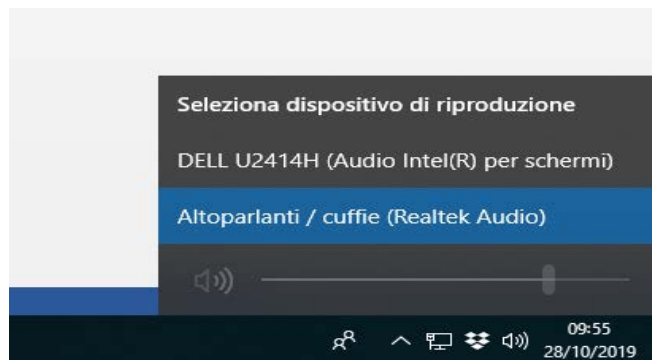 Seleziona dispositivo di riproduzione
DELL U2414H (Audio Intel(R) per schermi)
Altoparlanti / cuffie (Realtek Audio)
09:55
28/10/2019